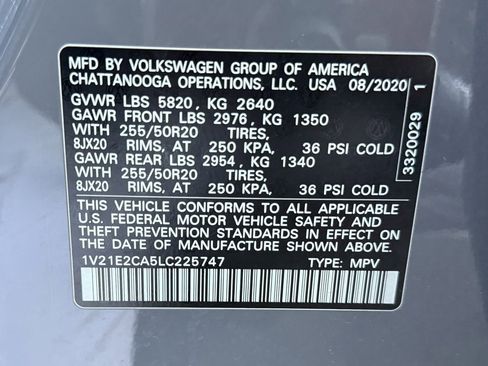 MFD BY VOLKSWAGEN GROUP OF AMERICA
CHATTANOOGA OPERATIONS, LLC. USA 08/2020
GVWR LBS 5820, KG 2640
GAWR FRONT LBS 2976, KG 1350
WITH 255/50R20 TIRES,
8JX20 RIMS, AT 250 KPA, 36 PSI COLD
GAWR REAR LBS 2954, KG 1340
WITH 255/50R20 TIRES,
8JX20 RIMS, AT 250 KPA, 36 PSI COLD
THIS VEHICLE CONFORMS TO ALL APPLICABLE
U.S. FEDERAL MOTOR VEHICLE SAFETY AND
THEFT PREVENTION STANDARDS IN EFFECT
ON THE DATE OF MANUFACTURE SHOWN ABOVE.
1V21E2CA5LC225747 TYPE: MPV
3320029 1